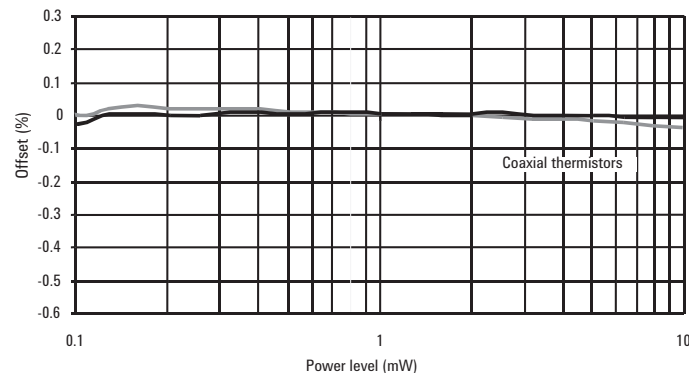 0.3
0.2
0.1
0
-0.1
-0.2
-0.3
-0.4
-0.5
-0.6
Offset (%)
Coaxial thermistors
0.1 1 10
Power level (mW)